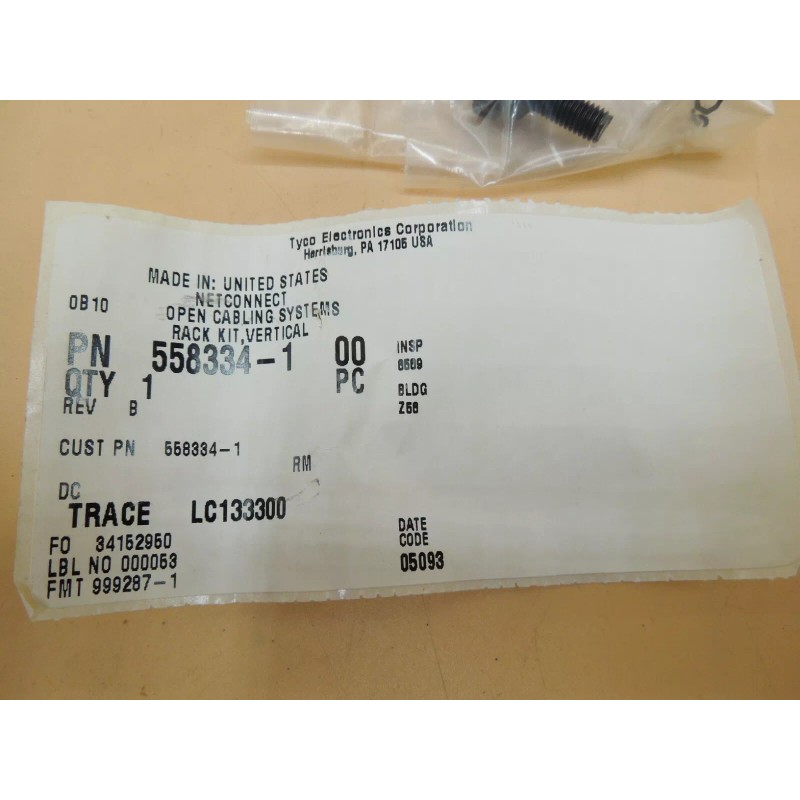 Tyco Electronics Corporation
Harrisburg, PA 17105 USA
MADE IN: UNITED STATES
NETCONNECT
0B10 OPEN CABLING SYSTEMS
RACK KIT,VERTICAL
PN 558334-1 00 INSP
QTY 1 PC BLDG
REV B Z56
CUST PN 558334-1
RM
DC
TRACE LC133300
FO 34152950 DATE
LBL NO 000053 CODE
FMT 999287-1 05093